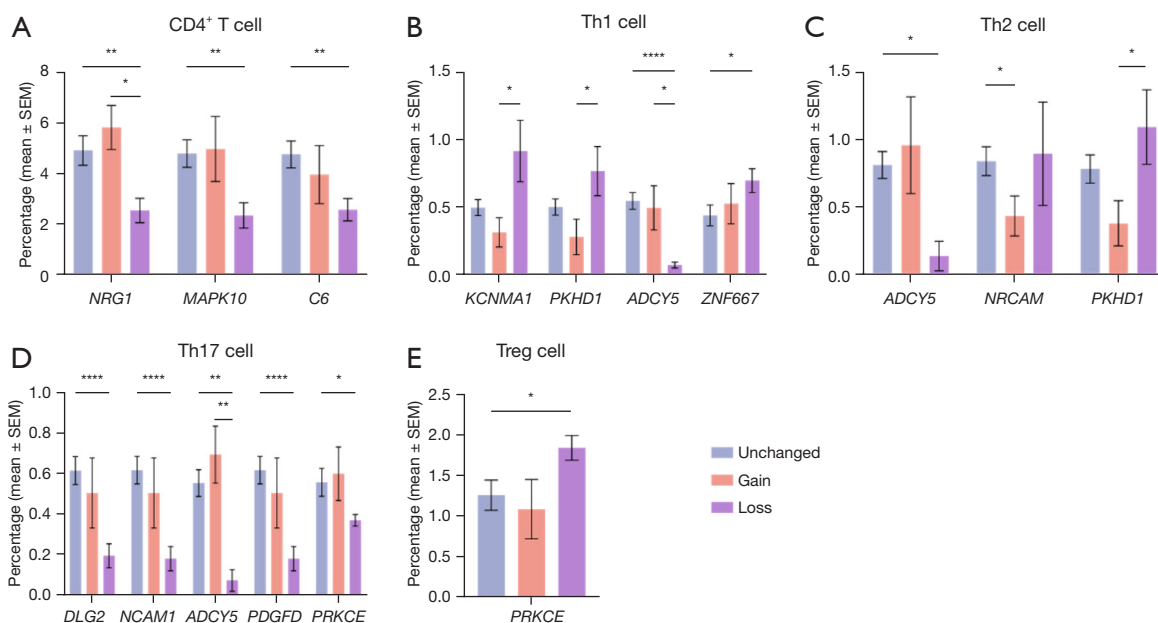 A
CD4+ T cell
Percentage (mean ± SEM)
8
6
4
2
0
** * ** **
NRG1 MAPK10 C6
B
Th1 cell
Percentage (mean ± SEM)
1.5
1.0
0.5
0.0
* * **** * *
KCNMA1 PKHD1 ADCY5 ZNF667
C
Th2 cell
Percentage (mean ± SEM)
1.5
1.0
0.5
0.0
* * *
ADCY5 NRCAM PKHD1
D
Th17 cell
Percentage (mean ± SEM)
1.0
0.8
0.6
0.4
0.2
0.0
**** **** ** ** **** *
DLG2 NCAM1 ADCY5 PDGFD PRKCE
E
Treg cell
Percentage (mean ± SEM)
2.5
2.0
1.5
1.0
0.5
0.0
*
PRKCE
Unchanged
Gain
Loss